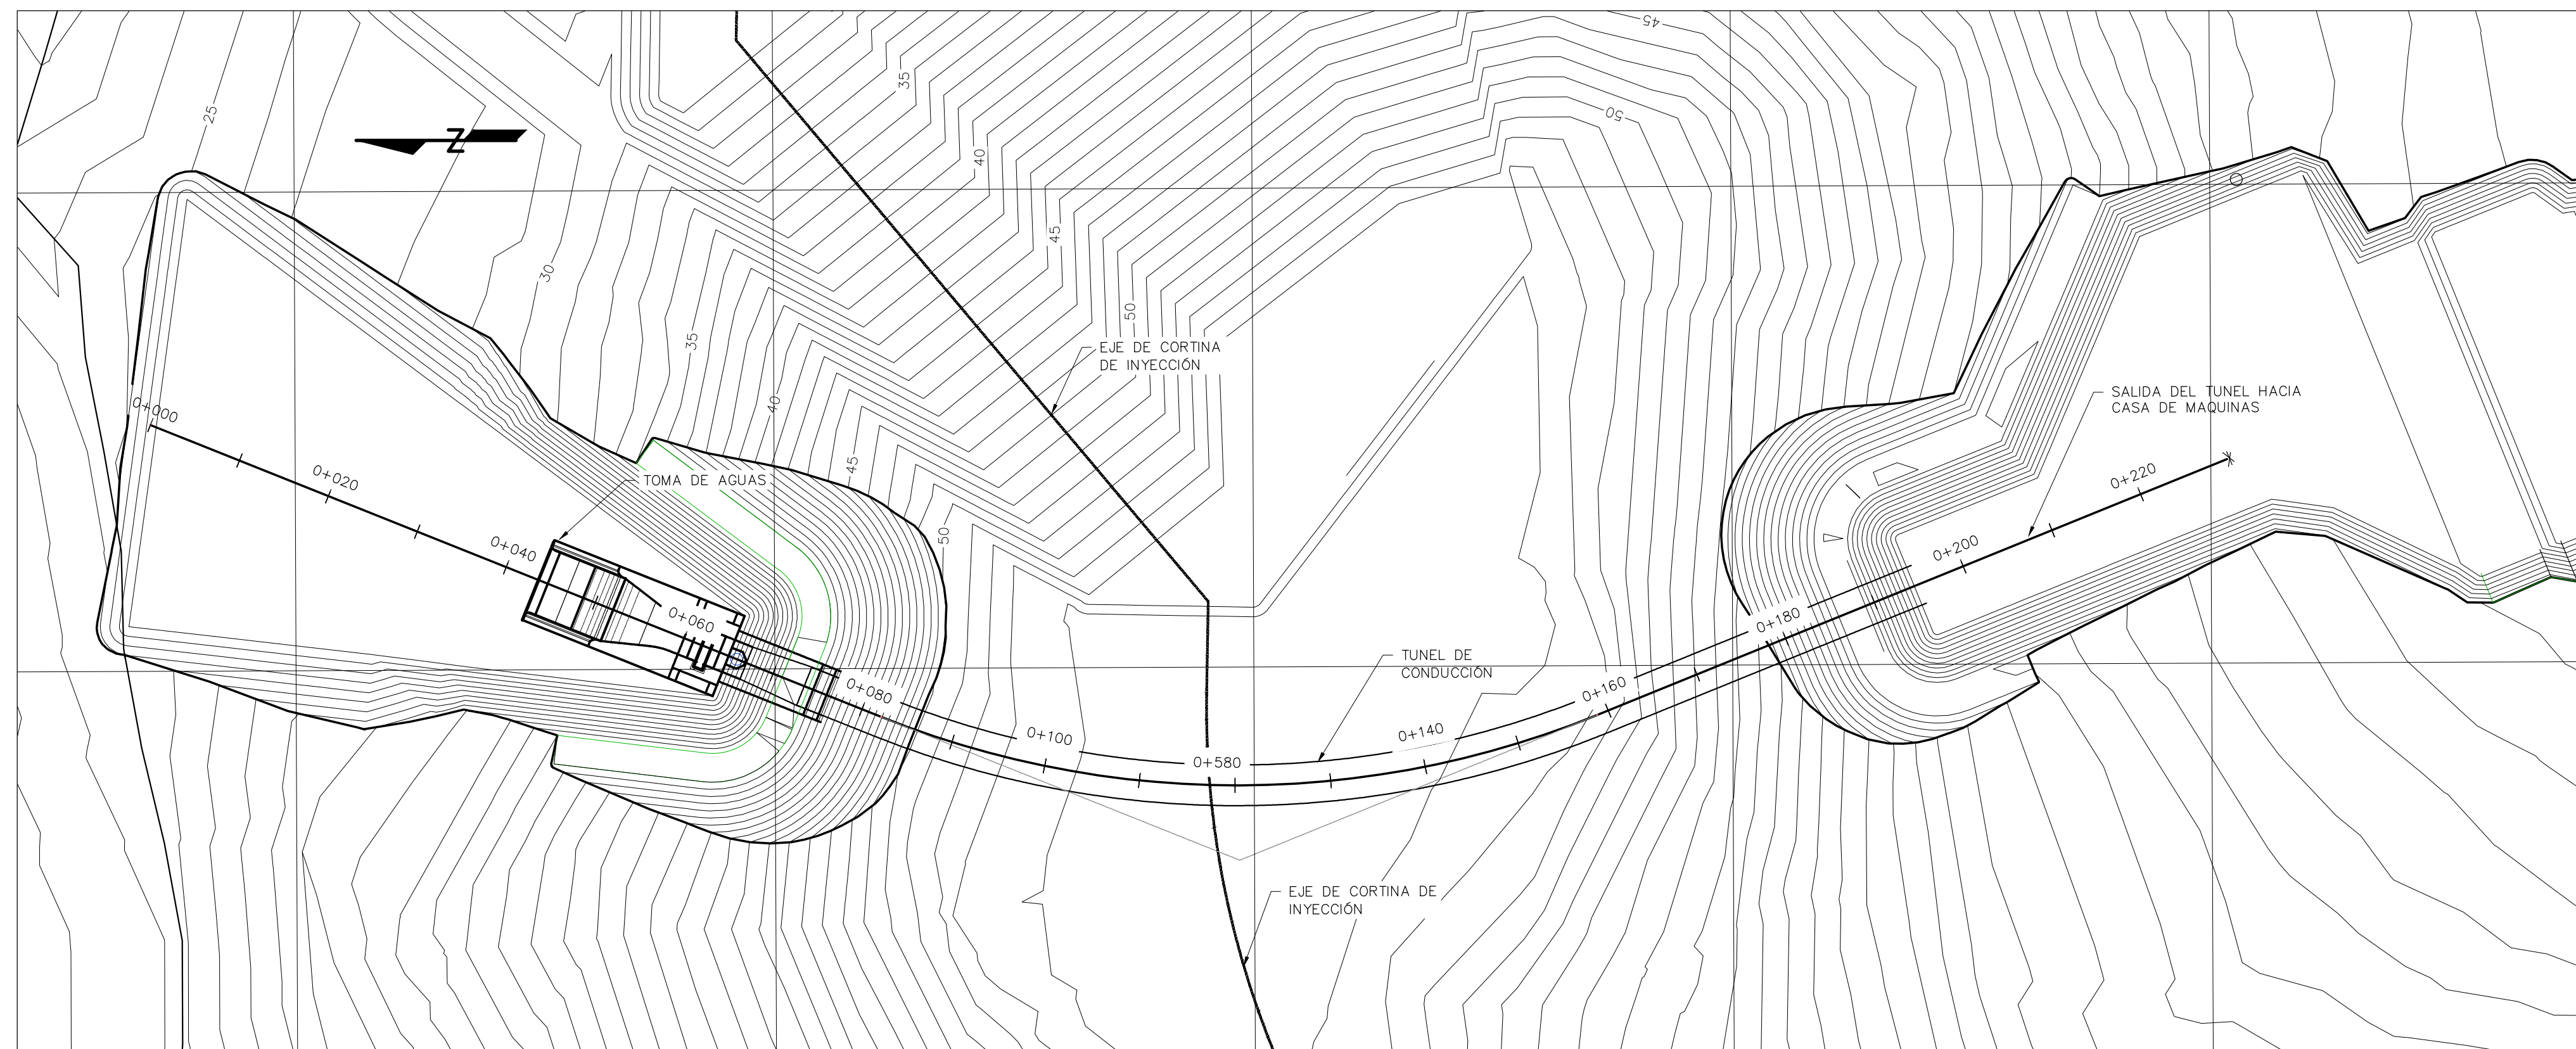 45
35
25
50
40
45
30
50
EJE DE CORTINA
DE INYECCIÓN
35
SALIDA DEL TUNEL HACIA
CASA DE MAQUINAS
40
0+000
45
0+020
TOMA DE AGUAS
0+220
50
0+040
0+200
0+060
0+180
TUNEL DE
CONDUCCIÓN
0+080
0+160
0+100
0+140
0+580
EJE DE CORTINA DE
INYECCIÓN
Z